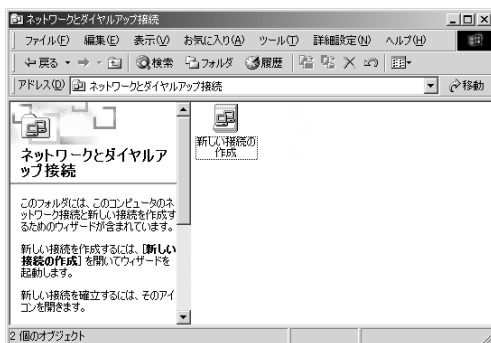 ネットワークとダイヤルアップ接続
ファイル(F) 編集(E) 表示(V) お気に入り(A) ツール(T) 詳細設定(N) ヘルプ(H)
戻る 検索 フォルダ 履歴
アドレス(D) ネットワークとダイヤルアップ接続 移動
ネットワークとダイヤルア
ップ接続
このフォルダには、このコンピュータのネ
ットワーク接続と新しい接続を作成す
るためのウィザードが含まれています。
新しい接続を作成するには、[新しい
接続の作成] を開いてウィザードを
起動します。
新しい接続を確立するには、そのアイ
コンを開きます。
新しい接続の
作成
2 個のオブジェクト